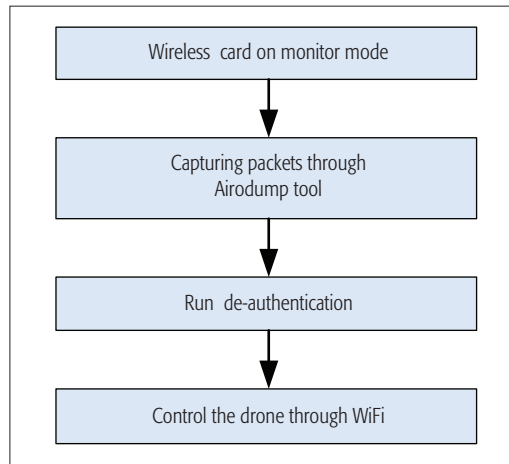 Wireless card on monitor mode
Capturing packets through
Airodump tool
Run de-authentication
Control the drone through WiFi